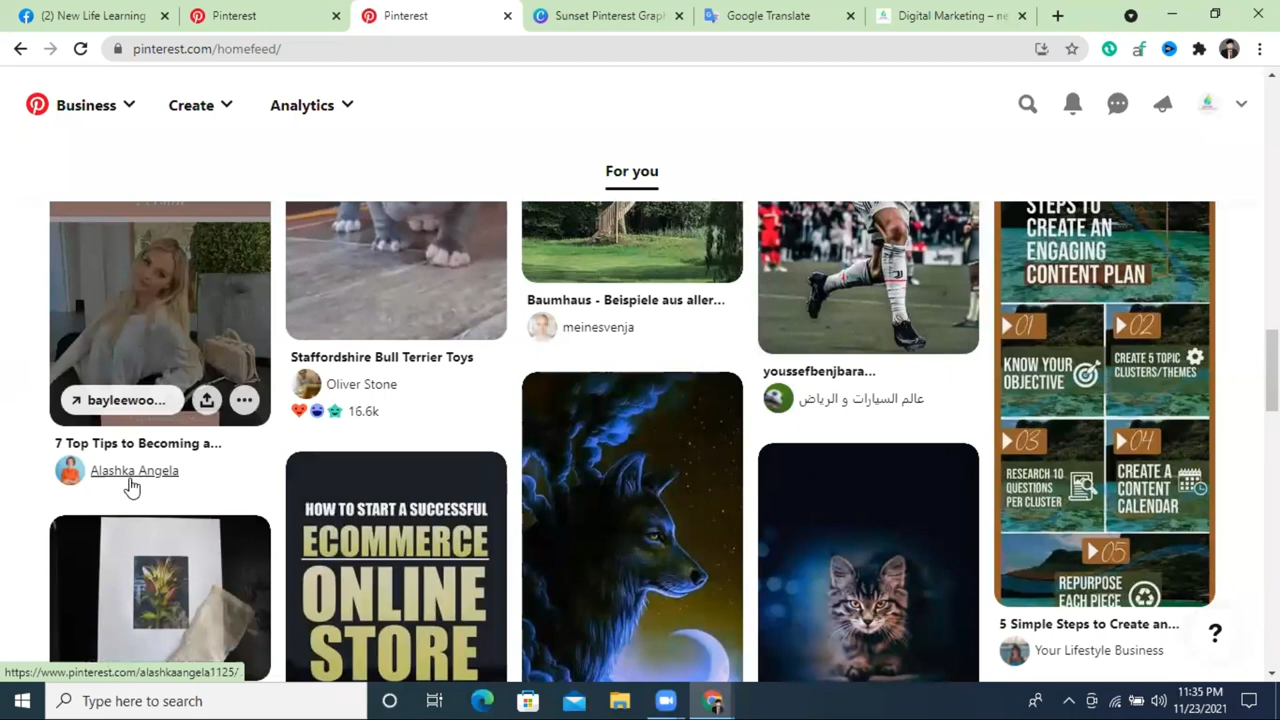 (2) New Life Learning
Pinterest
Pinterest
Sunset Pinterest Grap
Google Translate
Digital Marketing – ne
pinterest.com/homefeed/
Business
Create
Analytics
For you
bayleewoo...
7 Top Tips to Becoming a...
Alashka Angela
Staffordshire Bull Terrier Toys
Oliver Stone
16.6k
HOW TO START A SUCCESSFUL
ECOMMERCE
ONLINE
STORE
Baumhaus - Beispiele aus aller...
meinesvenja
youssefbenjbara...
عالم السيارات و الرياض
STEPS TO
CREATE AN
ENGAGING
CONTENT PLAN
01
KNOW YOUR
OBJECTIVE
02
CREATE 5 TOPIC
CLUSTERS/THEMES
03
RESEARCH 10
QUESTIONS
PER CLUSTER
04
CREATE A
CONTENT
CALENDAR
05
REPURPOSE
EACH PIECE
5 Simple Steps to Create an...
Your Lifestyle Business
?
https://www.pinterest.com/alashkaangela1125/
Type here to search
11:35 PM
11/23/2021